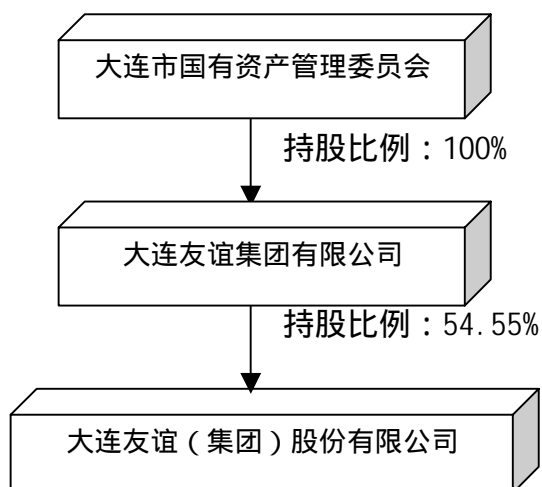 大连市国有资产管理委员会
持股比例：100%
大连友谊集团有限公司
持股比例：54.55%
大连友谊（集团）股份有限公司